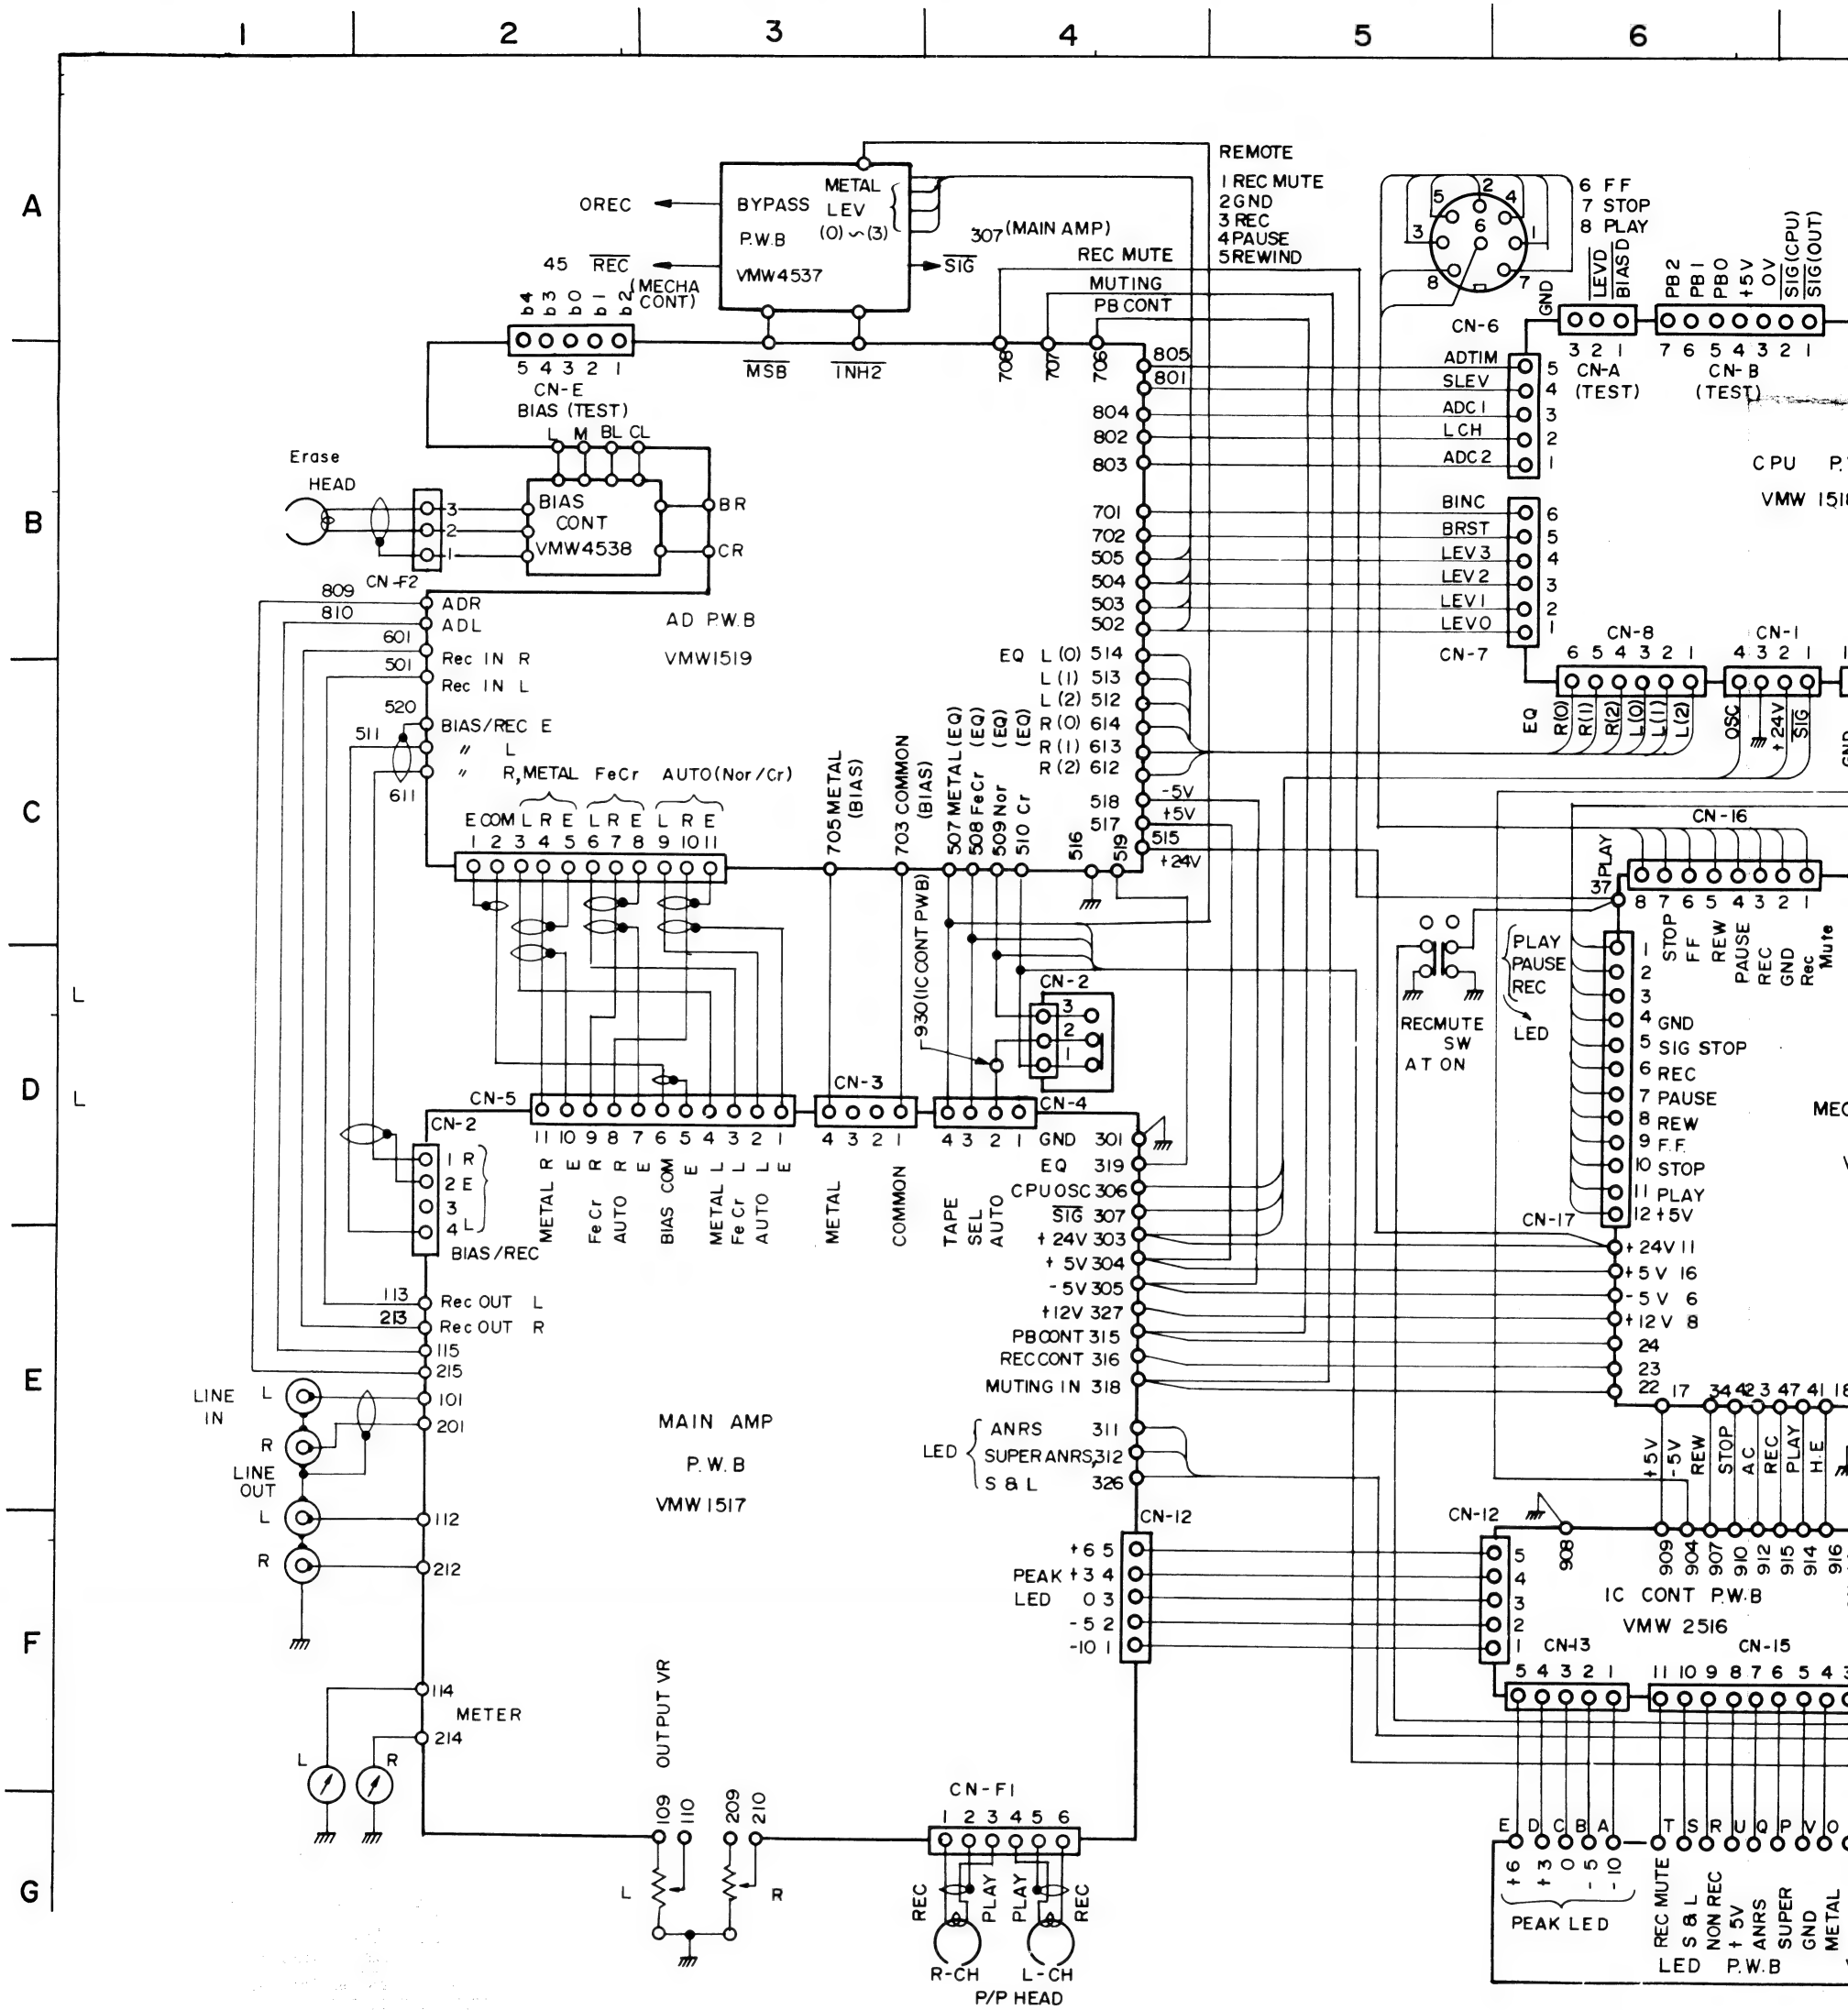 1 2 3 4 5 6
A
B
C
D
E
F
G
L
L
BYPASS
P.W.B
VMW4537
METAL
LEV
(0) ~ (3)
OREC
45 REC
(MECHA
CONT)
SIG
307 (MAIN AMP)
REMOTE
1 REC MUTE
2 GND
3 REC
4 PAUSE
5 REWIND
REC MUTE
MUTING
PB CONT
5 2 4
3 6 1
8 7
6 FF
7 STOP
8 PLAY
GND
LEVD
BIASD
PB2
PB1
PB0
+5V
0V
SIG (CPU)
SIG (OUT)
b4 b3 b0 b1 b2
5 4 3 2 1
CN-E
BIAS (TEST)
MSB
INH2
708 707 706
CN-6
3 2 1
CN-A
(TEST)
7 6 5 4 3 2 1
CN-B
(TEST)
805 ADTIM 5
801 SLEV 4
804 ADC1 3
802 LCH 2
803 ADC2 1
CPU P.
VMW 1518
L M BL CL
Erase
HEAD
3
2
1
CN-F2
BIAS
CONT
VMW4538
BR
CR
701 BINC 6
702 BRST 5
505 LEV3 4
504 LEV2 3
503 LEV1 2
502 LEV0 1
CN-7
809 ADR
810 ADL
601 Rec IN R
501 Rec IN L
520 BIAS/REC E
511 〃 L
611 〃 R,
AD P.W.B
VMW1519
EQ L (0) 514
L (1) 513
L (2) 512
R (0) 614
R (1) 613
R (2) 612
518 -5V
517 +5V
515 +24V
516 519
CN-8
6 5 4 3 2 1
EQ R(0) R(1) R(2) L(0) L(1) L(2)
CN-1
4 3 2 1
OSC +24V SIG
GND
METAL FeCr AUTO (Nor/Cr)
E COM L R E L R E L R E
1 2 3 4 5 6 7 8 9 10 11
705 METAL
(BIAS)
703 COMMON
(BIAS)
507 METAL (EQ)
508 FeCr (EQ)
509 Nor (EQ)
510 Cr (EQ)
930 (IC CONT PWB)
CN-2
3
2
1
CN-16
PLAY
37
8 7 6 5 4 3 2 1
STOP
FF
REW
PAUSE
REC
GND
Rec
Mute
RECMUTE
SW
AT ON
PLAY
PAUSE
REC
LED
1
2
3
4 GND
5 SIG STOP
6 REC
7 PAUSE
8 REW
9 F.F.
10 STOP
11 PLAY
12 +5V
CN-17
MEC
CN-5
11 10 9 8 7 6 5 4 3 2 1
METAL R
E
FeCr R
AUTO R
E
BIAS COM
E
METAL L
FeCr L
AUTO L
E
CN-3
4 3 2 1
METAL
COMMON
CN-4
4 3 2 1
TAPE
SEL
AUTO
CN-2
1 R
2 E
3
4 L
BIAS/REC
GND 301
EQ 319
CPUOSC 306
SIG 307
+24V 303
+5V 304
-5V 305
+12V 327
PBCONT 315
RECCONT 316
MUTING IN 318
+24V 11
+5V 16
-5V 6
+12V 8
24
23
22
17 34 42 3 47 41 18
+5V
-5V
REW
STOP
AC
REC
PLAY
H.E
113 Rec OUT L
213 Rec OUT R
115
215
101
201
LINE
IN
L
R
LINE
OUT
L
R
112
212
MAIN AMP
P.W.B
VMW1517
LED
ANRS 311
SUPERANRS, 312
S & L 326
CN-12
+6 5
PEAK +3 4
LED 0 3
-5 2
-10 1
CN-12
5
4
3
2
1
908 909 904 907 910 912 915 914 916
IC CONT P.W.B
VMW 2516
CN-13
5 4 3 2 1
CN-15
11 10 9 8 7 6 5 4 3
114
METER
214
L R
OUTPUT VR
109 110 209 210
L R
CN-F1
1 2 3 4 5 6
REC PLAY PLAY REC
R-CH L-CH
P/P HEAD
E D C B A
+6 +3 0 -5 -10
PEAK LED
T S R U Q P V O
REC MUTE
S & L
NON REC
+5V
ANRS
SUPER
GND
METAL
LED P.W.B